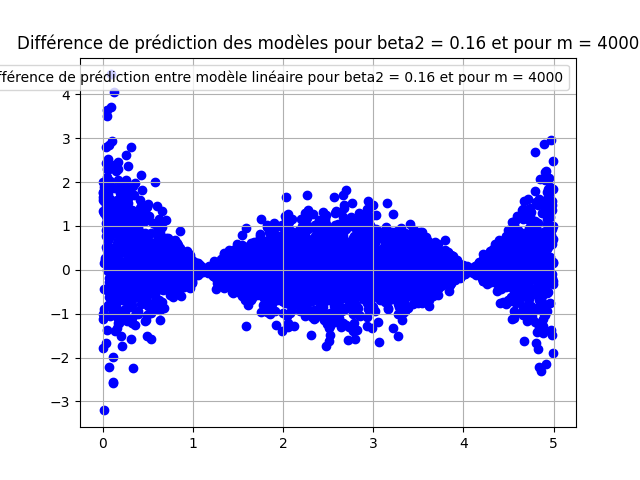 Différence de prédiction des modèles pour beta2 = 0.16 et pour m = 4000
fférence de prédiction entre modèle linéaire pour beta2 = 0.16 et pour m = 4000
4
3
2
1
0
−1
−2
−3
0 1 2 3 4 5